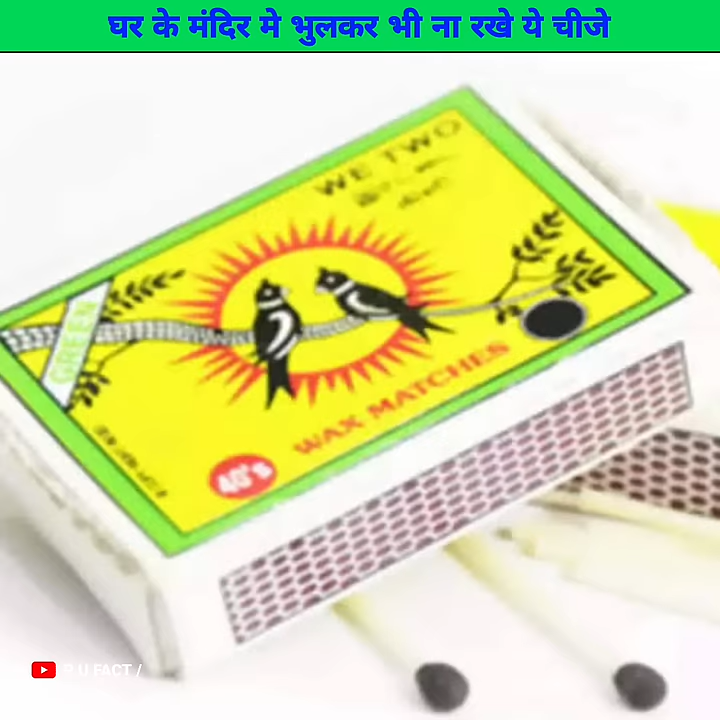 घर के मंदिर मे भुलकर भी ना रखे ये चीजे
WE TWO
GREEN
WAX MATCHES
40's
P.U FACT /